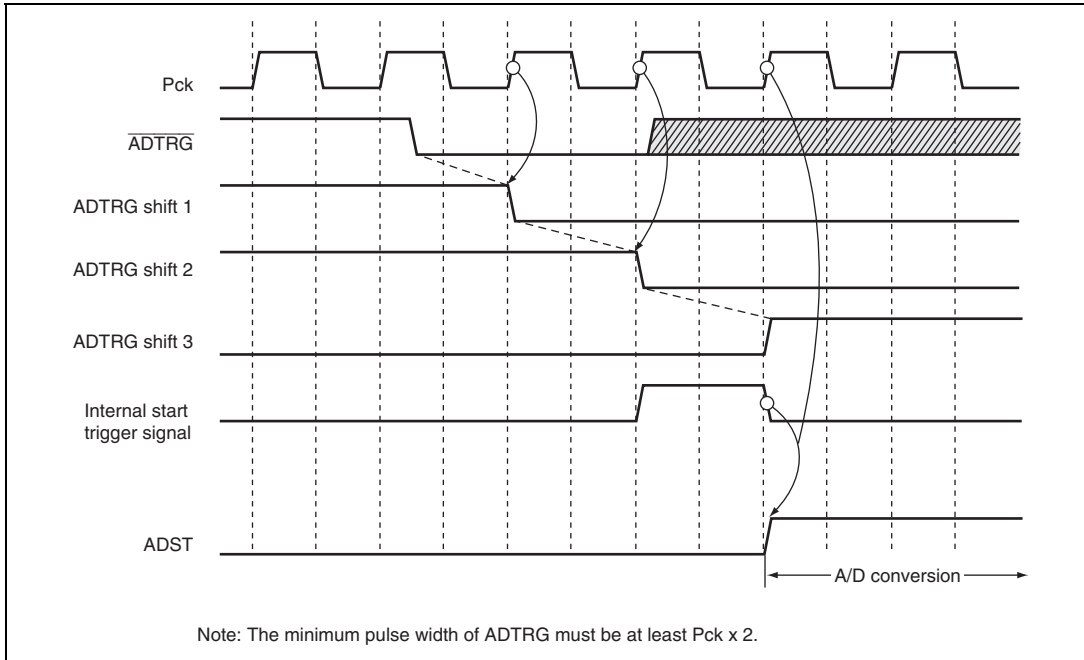 Pck
ADTRG
ADTRG shift 1
ADTRG shift 2
ADTRG shift 3
Internal start
trigger signal
ADST
A/D conversion
Note: The minimum pulse width of ADTRG must be at least Pck x 2.